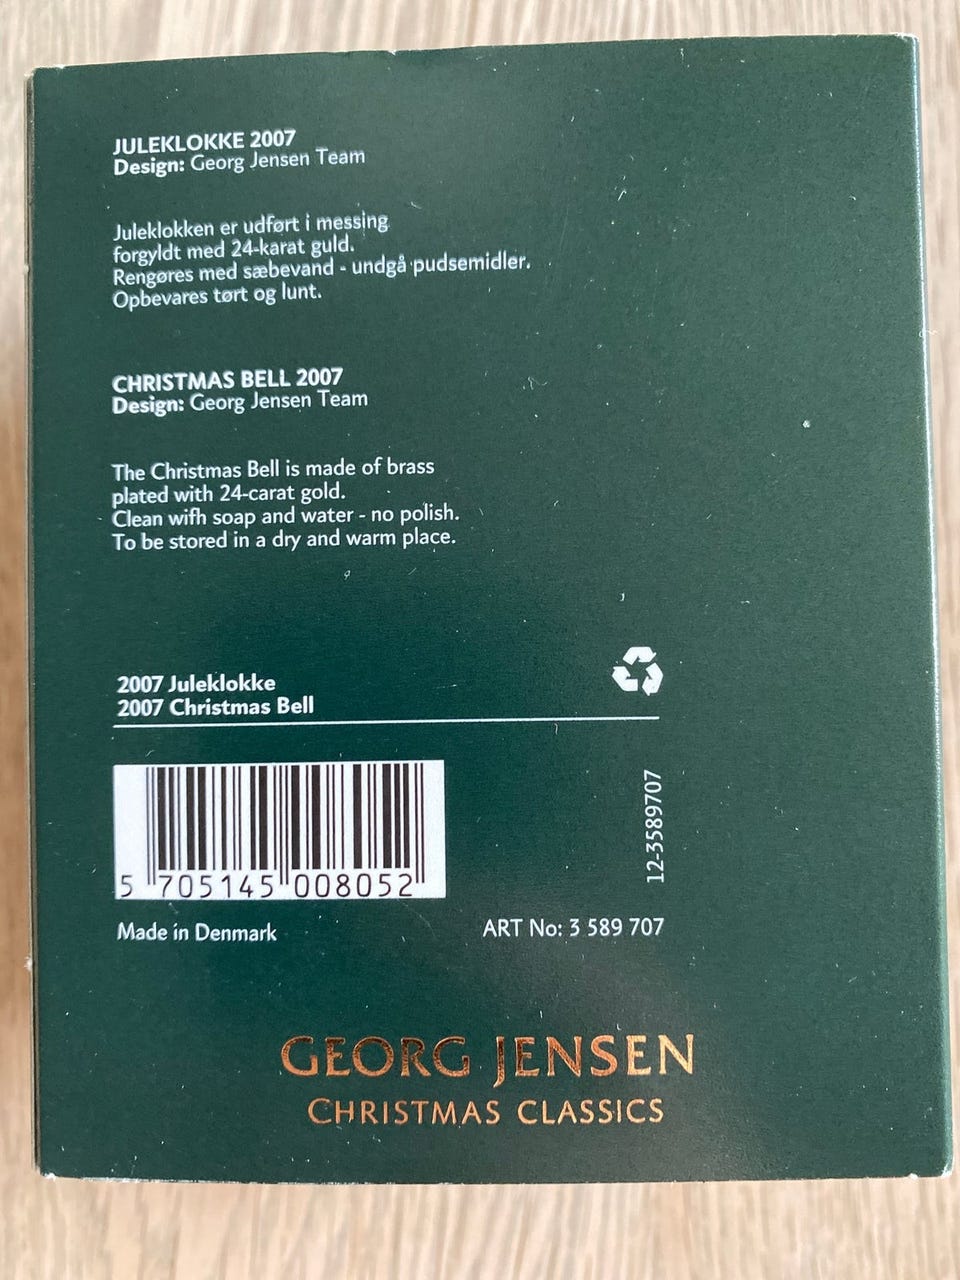 JULEKLOKKE 2007
Design: Georg Jensen Team
Juleklokken er udført i messing
forgyldt med 24-karat guld.
Rengøres med sæbevand - undgå pudsemidler.
Opbevares tørt og lunt.
CHRISTMAS BELL 2007
Design: Georg Jensen Team
The Christmas Bell is made of brass
plated with 24-carat gold.
Clean wifh soap and water - no polish.
To be stored in a dry and warm place.
2007 Juleklokke
2007 Christmas Bell
5 705145 008052
12-3589707
Made in Denmark
ART No: 3 589 707
GEORG JENSEN
CHRISTMAS CLASSICS